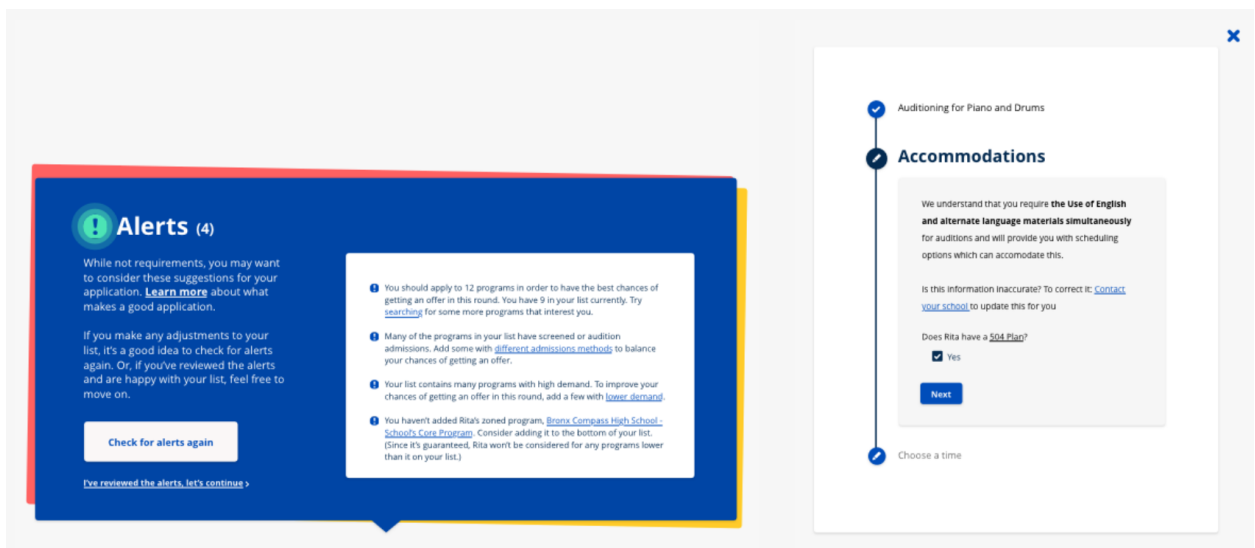 Alerts (4)
While not requirements, you may want
to consider these suggestions for your
application. Learn more about what
makes a good application.
If you make any adjustments to your
list, it's a good idea to check for alerts
again. Or, if you've reviewed the alerts
and are happy with your list, feel free to
move on.
Check for alerts again
I've reviewed the alerts, let's continue >
You should apply to 12 programs in order to have the best chances of
getting an offer in this round. You have 9 in your list currently. Try
searching for some more programs that interest you.
Many of the programs in your list have screened or audition
admissions. Add some with different admissions methods to balance
your chances of getting an offer.
Your list contains many programs with high demand. To improve your
chances of getting an offer in this round, add a few with lower demand.
You haven't added Rita's zoned program, Bronx Compass High School -
School's Core Program. Consider adding it to the bottom of your list.
(Since it's guaranteed, Rita won't be considered for any programs lower
than it on your list.)
Auditioning for Piano and Drums
Accommodations
We understand that you require the Use of English
and alternate language materials simultaneously
for auditions and will provide you with scheduling
options which can accomodate this.
Is this information inaccurate? To correct it: Contact
your school to update this for you
Does Rita have a 504 Plan?
Yes
Next
Choose a time